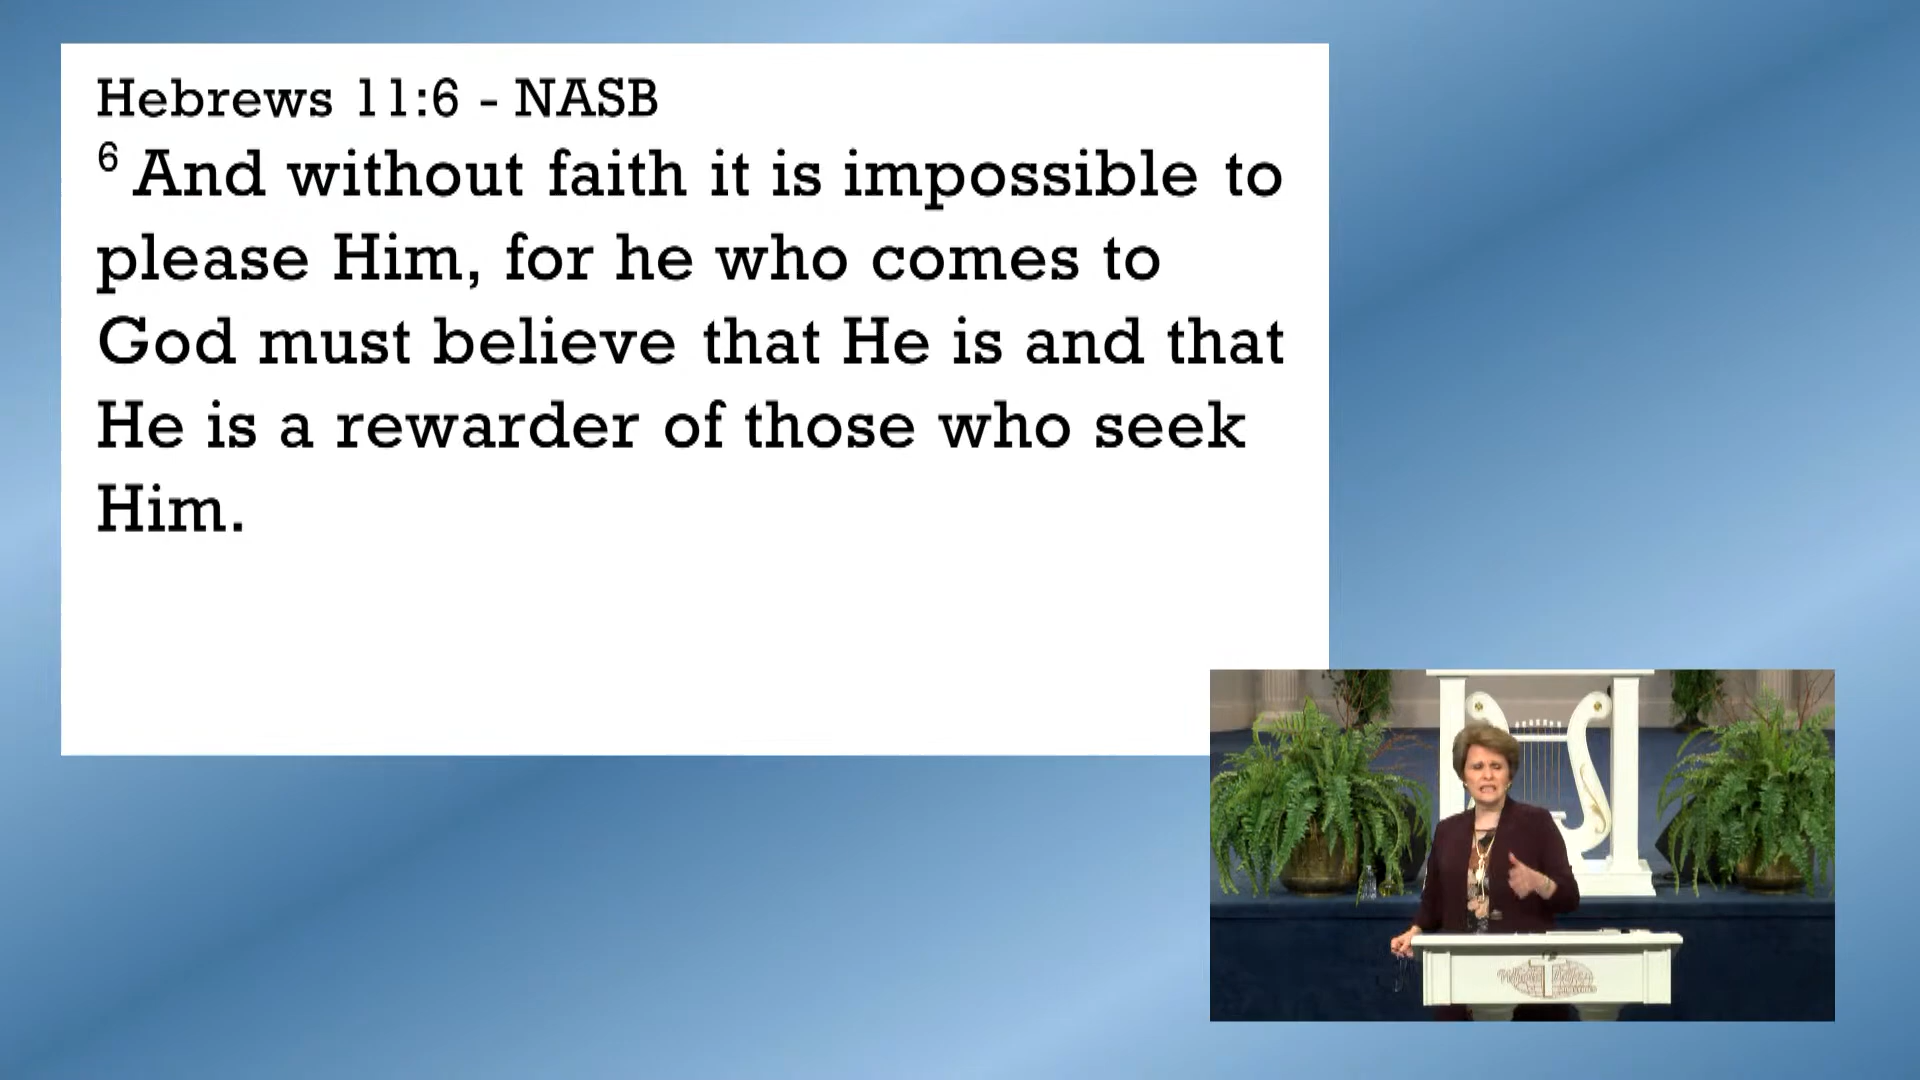 Hebrews 11:6 - NASB
6 And without faith it is impossible to
please Him, for he who comes to
God must believe that He is and that
He is a rewarder of those who seek
Him.